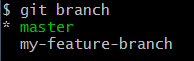 $ git branch
* master
  my-feature-branch